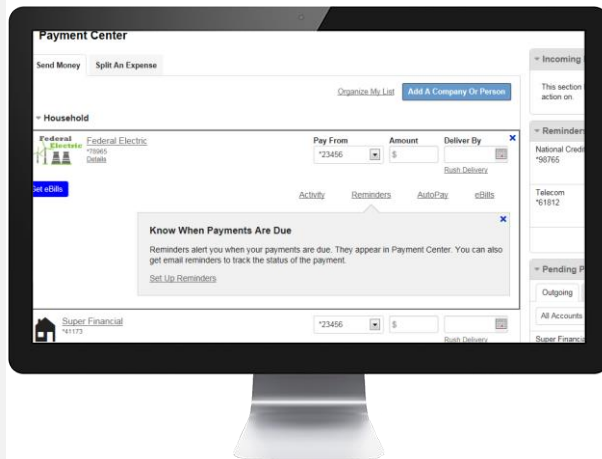 Payment Center
Send Money
Split An Expense
Organize My List
Add A Company Or Person
Household
Federal
Electric
Federal Electric
*78965
Details
Pay From
Amount
Deliver By
*23456
$
Rush Delivery
Get eBills
Activity
Reminders
AutoPay
eBills
Know When Payments Are Due
Reminders alert you when your payments are due. They appear in Payment Center. You can also
get email reminders to track the status of the payment.
Set Up Reminders
Super Financial
*41173
*23456
$
Rush Delivery
Incoming
This section
action on.
Reminders
National Credit
*98765
Telecom
*61812
Pending P
Outgoing
All Accounts
Super Financia